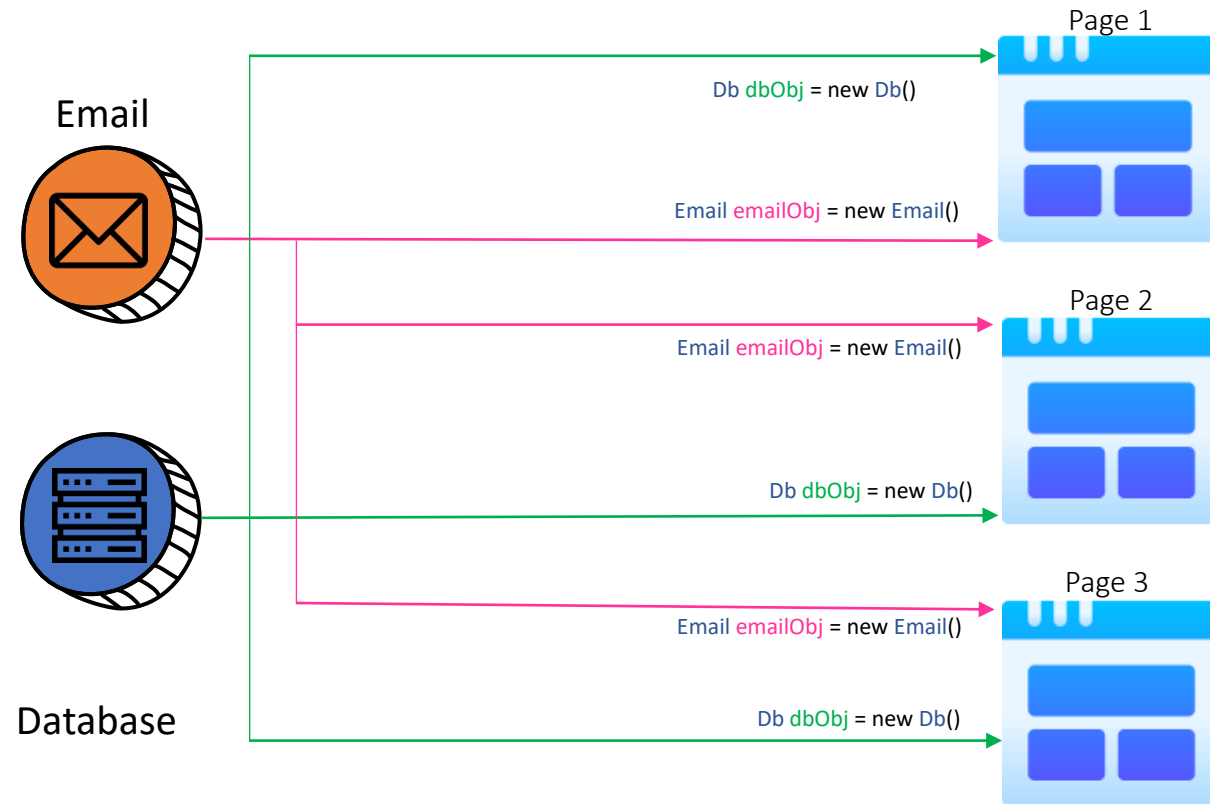 Page 1
Db dbObj = new Db()
Email
Email emailObj = new Email()
Page 2
Email emailObj = new Email()
Db dbObj = new Db()
Page 3
Email emailObj = new Email()
Database
Db dbObj = new Db()